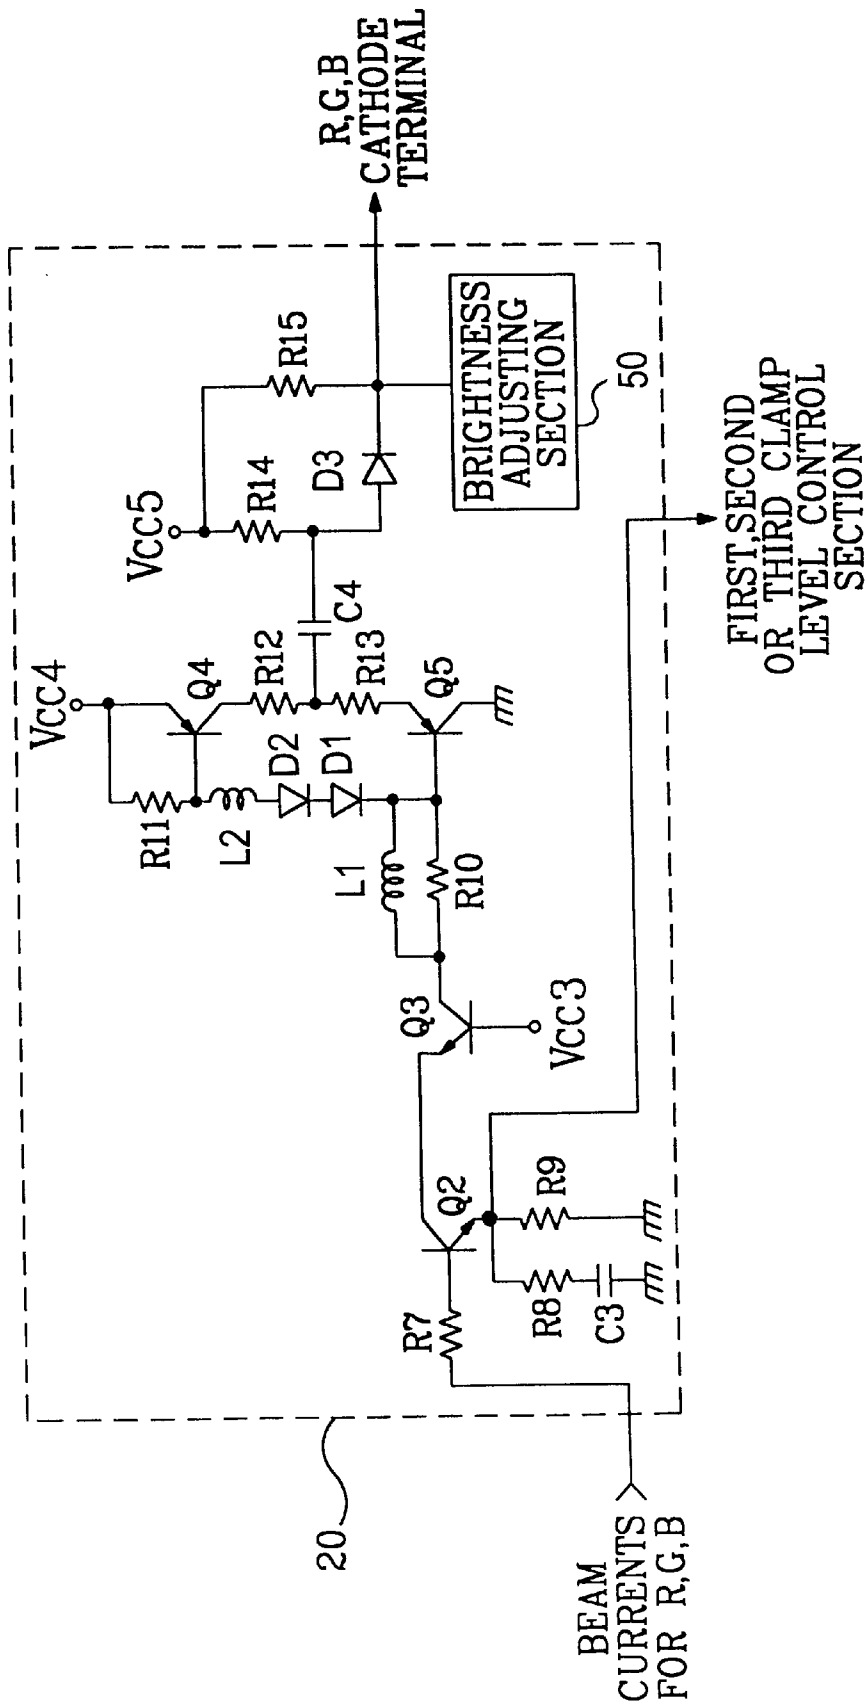 VCC4
VCC5
R11
Q4
R12
R14
R15
R,G,B
CATHODE
TERMINAL
L2
D2
D1
C4
D3
R13
L1
R10
Q5
BRIGHTNESS
ADJUSTING
SECTION
50
Q3
VCC3
Q2
R7
R8
R9
C3
20
BEAM
CURRENTS
FOR R,G,B
FIRST,SECOND
OR THIRD CLAMP
LEVEL CONTROL
SECTION